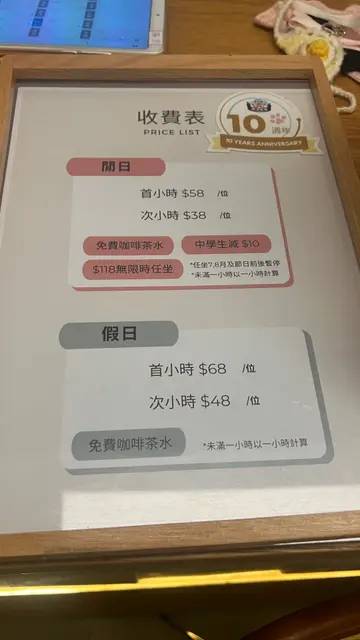 收費表
PRICE LIST
10 週年
10 YEARS ANNIVERSARY
閒日
首小時 $58 /位
次小時 $38 /位
免費咖啡茶水 中學生減 $10
$118無限時任坐 *任坐7,8月及節日前後暫停
*未滿一小時以一小時計算
假日
首小時 $68 /位
次小時 $48 /位
免費咖啡茶水 *未滿一小時以一小時計算